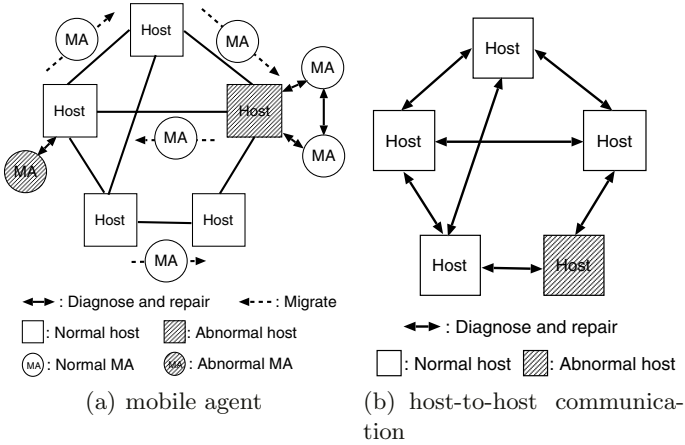 MA
MA
Host
MA
Host
Host
MA
MA
MA
Host
Host
MA
: Diagnose and repair
: Migrate
: Normal host
: Abnormal host
MA : Normal MA
MA : Abnormal MA
(a) mobile agent
Host
Host
Host
Host
Host
: Diagnose and repair
: Normal host
: Abnormal host
(b) host-to-host communica-
tion